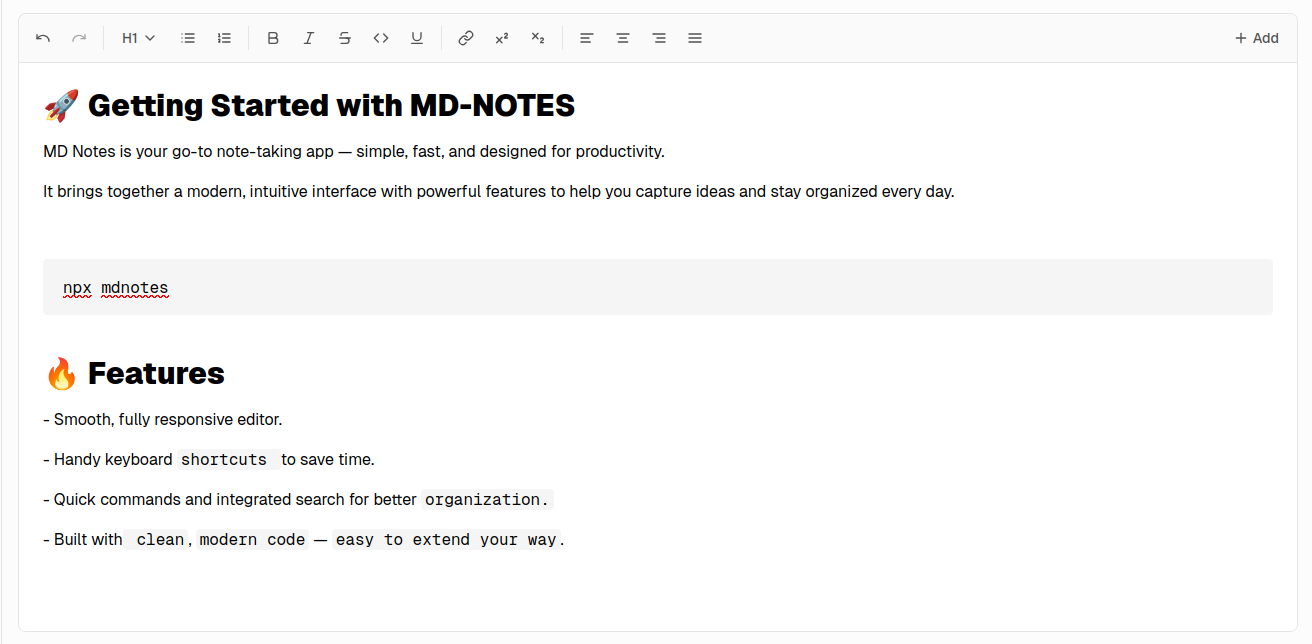 H1
B I S <> U
x² x₂
+ Add
🚀 Getting Started with MD-NOTES
MD Notes is your go-to note-taking app — simple, fast, and designed for productivity.
It brings together a modern, intuitive interface with powerful features to help you capture ideas and stay organized every day.
npx mdnotes
🔥 Features
- Smooth, fully responsive editor.
- Handy keyboard shortcuts to save time.
- Quick commands and integrated search for better organization.
- Built with clean, modern code — easy to extend your way.